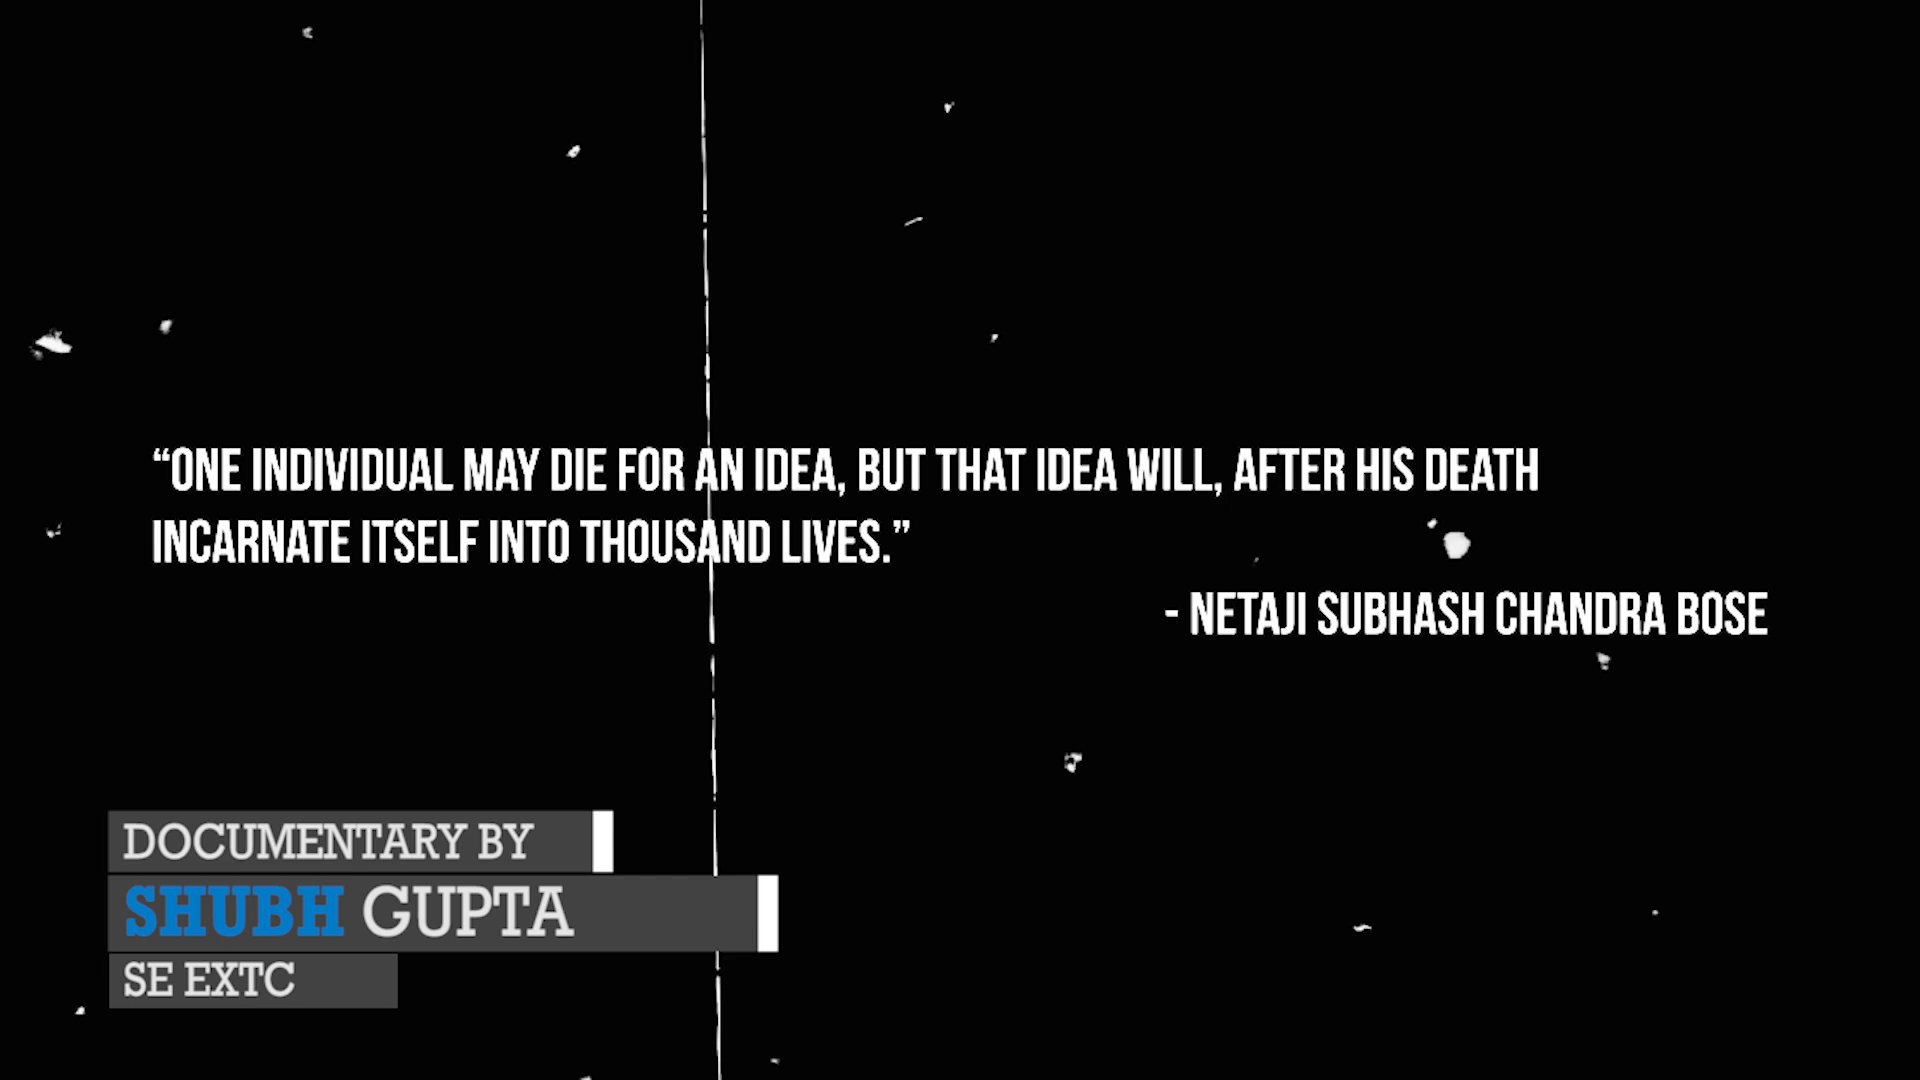 “ONE INDIVIDUAL MAY DIE FOR AN IDEA, BUT THAT IDEA WILL, AFTER HIS DEATH
INCARNATE ITSELF INTO THOUSAND LIVES.”
- NETAJI SUBHASH CHANDRA BOSE
DOCUMENTARY BY
SHUBH GUPTA
SE EXTC